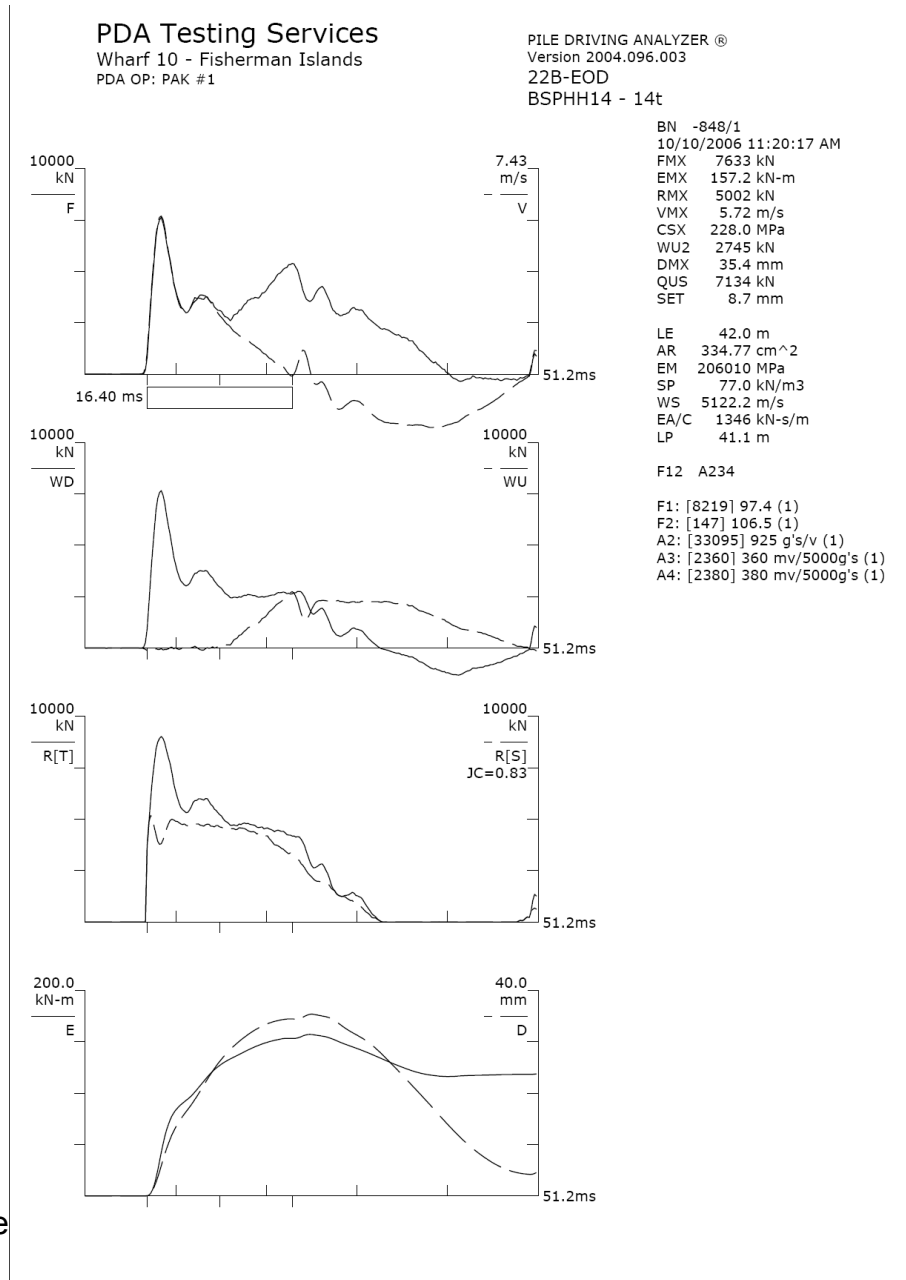 PDA Testing Services
Wharf 10 - Fisherman Islands
PDA OP: PAK #1
PILE DRIVING ANALYZER ®
Version 2004.096.003
22B-EOD
BSPHH14 - 14t
BN -848/1
10/10/2006 11:20:17 AM
FMX 7633 kN
EMX 157.2 kN-m
RMX 5002 kN
VMX 5.72 m/s
CSX 228.0 MPa
WU2 2745 kN
DMX 35.4 mm
QUS 7134 kN
SET 8.7 mm
LE 42.0 m
AR 334.77 cm^2
EM 206010 MPa
SP 77.0 kN/m3
WS 5122.2 m/s
EA/C 1346 kN-s/m
LP 41.1 m
F12 A234
F1: [8219] 97.4 (1)
F2: [147] 106.5 (1)
A2: [33095] 925 g's/v (1)
A3: [2360] 360 mv/5000g's (1)
A4: [2380] 380 mv/5000g's (1)
10000
kN
F
7.43
m/s
V
51.2ms
16.40 ms
10000
kN
WD
10000
kN
WU
51.2ms
10000
kN
R[T]
10000
kN
R[S]
JC=0.83
51.2ms
200.0
kN-m
E
40.0
mm
D
51.2ms
e